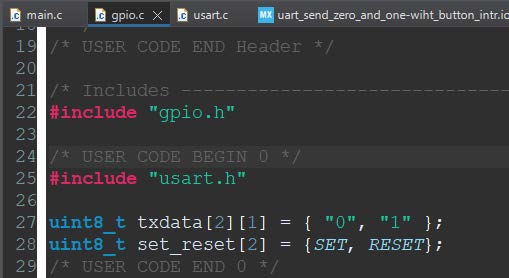 main.c gpio.c usart.c MX uart_send_zero_and_one-wiht_button_intr.io
18 */
19 /* USER CODE END Header */
20
21 /* Includes -----------------------------
22 #include "gpio.h"
23
24 /* USER CODE BEGIN 0 */
25 #include "usart.h"
26
27 uint8_t txdata[2][1] = { "0", "1" };
28 uint8_t set_reset[2] = {SET, RESET};
29 /* USER CODE END 0 */